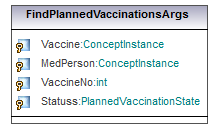 FindPlannedVaccinationsArgs
Vaccine:ConceptInstance
MedPerson:ConceptInstance
VaccineNo:int
Statuss:PlannedVaccinationState